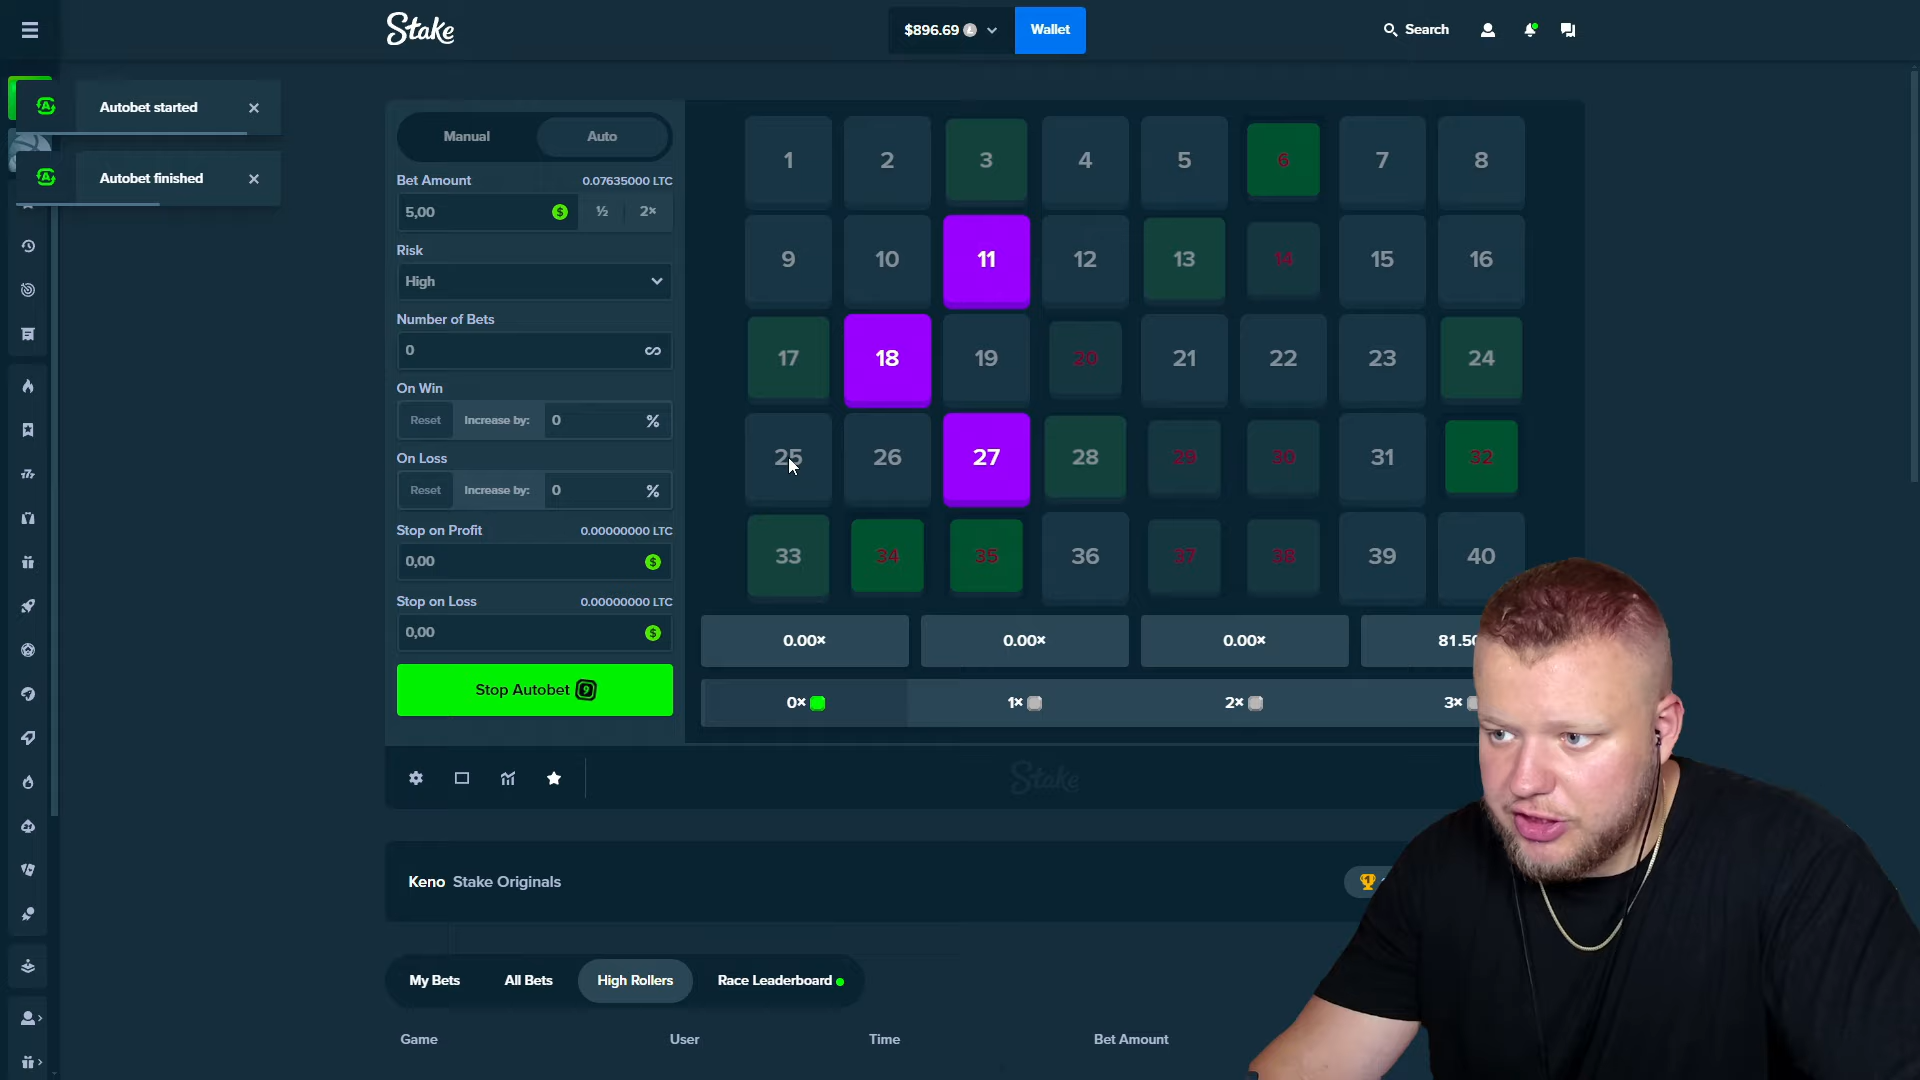 Stake
$896.69
Wallet
Search
Autobet started
Autobet finished
Manual
Auto
Bet Amount
0.07635000 LTC
5,00
½
2×
Risk
High
Number of Bets
0
On Win
Reset
Increase by:
0
%
On Loss
Reset
Increase by:
0
%
Stop on Profit
0.00000000 LTC
0,00
Stop on Loss
0.00000000 LTC
0,00
Stop Autobet
1 2 3 4 5 6 7 8
9 10 11 12 13 14 15 16
17 18 19 20 21 22 23 24
25 26 27 28 29 30 31 32
33 34 35 36 37 38 39 40
0.00× 0.00× 0.00× 81.50
0× 1× 2× 3×
Stake
Keno Stake Originals
My Bets
All Bets
High Rollers
Race Leaderboard
Game
User
Time
Bet Amount